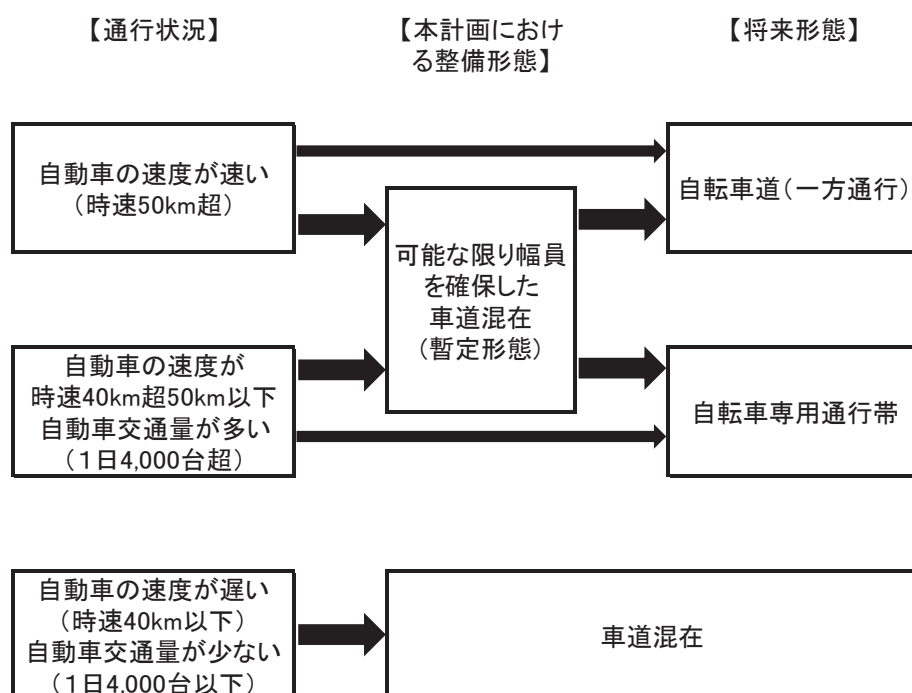 【通行状況】
【本計画におけ
る整備形態】
【将来形態】
自動車の速度が速い
（時速50km超）
可能な限り幅員
を確保した
車道混在
（暫定形態）
自転車道（一方通行）
自動車の速度が
時速40km超50km以下
自動車交通量が多い
（１日4,000台超）
自転車専用通行帯
自動車の速度が遅い
（時速40km以下）
自動車交通量が少ない
（１日4,000台以下）
車道混在